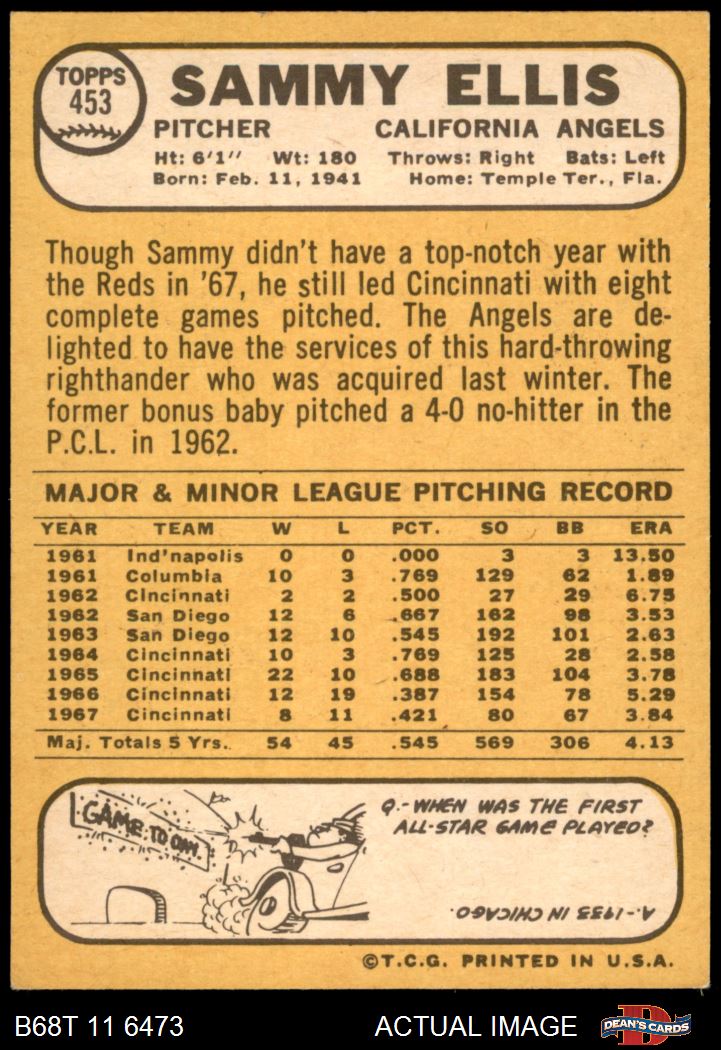 TOPPS
453
SAMMY ELLIS
PITCHER CALIFORNIA ANGELS
Ht: 6'1" Wt: 180 Throws: Right Bats: Left
Born: Feb. 11, 1941 Home: Temple Ter., Fla.
Though Sammy didn't have a top-notch year with
the Reds in '67, he still led Cincinnati with eight
complete games pitched. The Angels are de-
lighted to have the services of this hard-throwing
righthander who was acquired last winter. The
former bonus baby pitched a 4-0 no-hitter in the
P.C.L. in 1962.
MAJOR & MINOR LEAGUE PITCHING RECORD
YEAR TEAM W L PCT. SO BB ERA
1961 Ind'napolis 0 0 .000 3 3 13.50
1961 Columbia 10 3 .769 129 62 1.89
1962 Cincinnati 2 2 .500 27 29 6.75
1962 San Diego 12 6 .667 162 98 3.53
1963 San Diego 12 10 .545 192 101 2.63
1964 Cincinnati 10 3 .769 125 28 2.58
1965 Cincinnati 22 10 .688 183 104 3.78
1966 Cincinnati 12 19 .387 154 78 5.29
1967 Cincinnati 8 11 .421 80 67 3.84
Maj. Totals 5 Yrs. 54 45 .545 569 306 4.13
GAME TO-DAY
Q.-WHEN WAS THE FIRST
ALL-STAR GAME PLAYED?
A.-1933 IN CHICAGO.
©T.C.G. PRINTED IN U.S.A.
B68T 11 6473 ACTUAL IMAGE DEAN'S CARDS